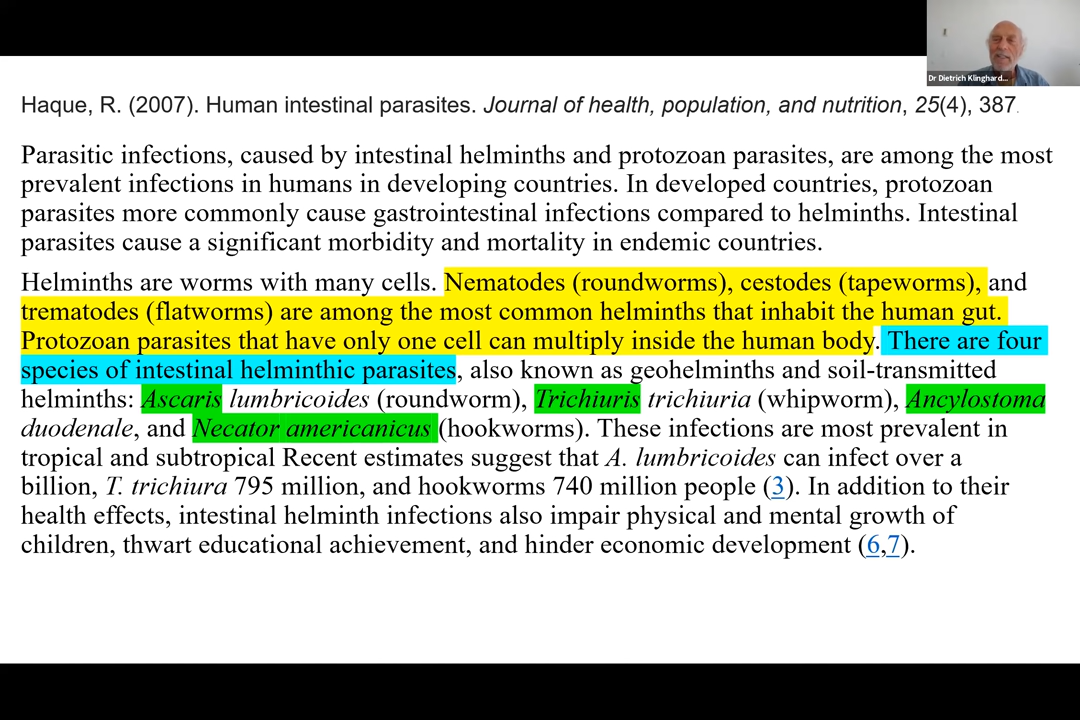 Dr Dietrich Klinghard...
Haque, R. (2007). Human intestinal parasites. Journal of health, population, and nutrition, 25(4), 387.
Parasitic infections, caused by intestinal helminths and protozoan parasites, are among the most
prevalent infections in humans in developing countries. In developed countries, protozoan
parasites more commonly cause gastrointestinal infections compared to helminths. Intestinal
parasites cause a significant morbidity and mortality in endemic countries.
Helminths are worms with many cells. Nematodes (roundworms), cestodes (tapeworms), and
trematodes (flatworms) are among the most common helminths that inhabit the human gut.
Protozoan parasites that have only one cell can multiply inside the human body. There are four
species of intestinal helminthic parasites, also known as geohelminths and soil-transmitted
helminths: Ascaris lumbricoides (roundworm), Trichiuris trichiuria (whipworm), Ancylostoma
duodenale, and Necator americanicus (hookworms). These infections are most prevalent in
tropical and subtropical Recent estimates suggest that A. lumbricoides can infect over a
billion, T. trichiura 795 million, and hookworms 740 million people (3). In addition to their
health effects, intestinal helminth infections also impair physical and mental growth of
children, thwart educational achievement, and hinder economic development (6,7).